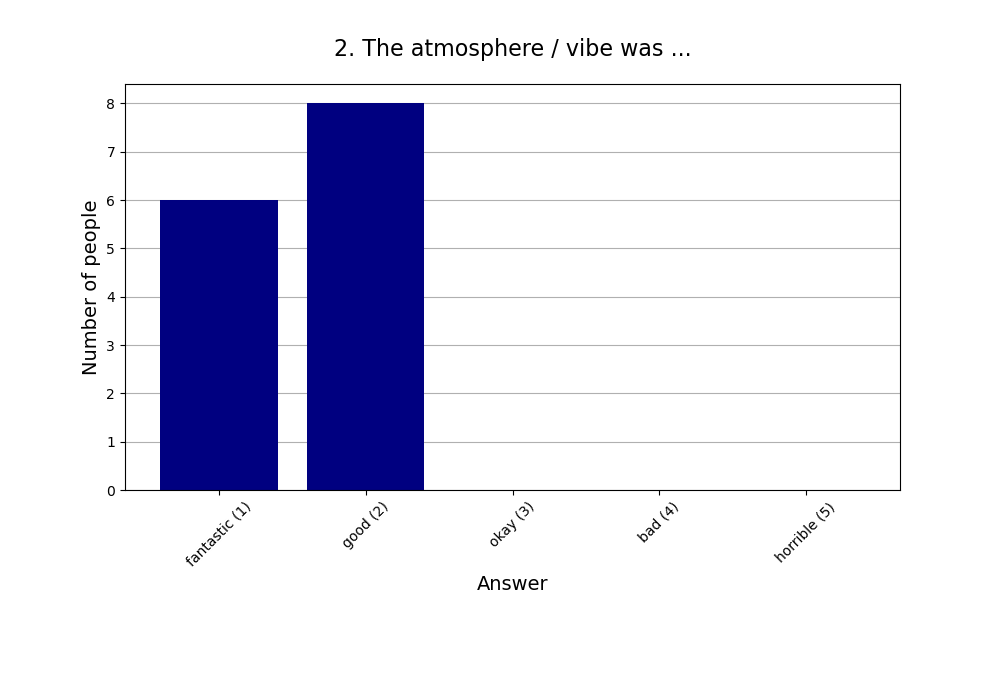 2. The atmosphere / vibe was ...
8
7
6
5
4
3
2
1
0
Number of people
fantastic (1)
good (2)
okay (3)
bad (4)
horrible (5)
Answer